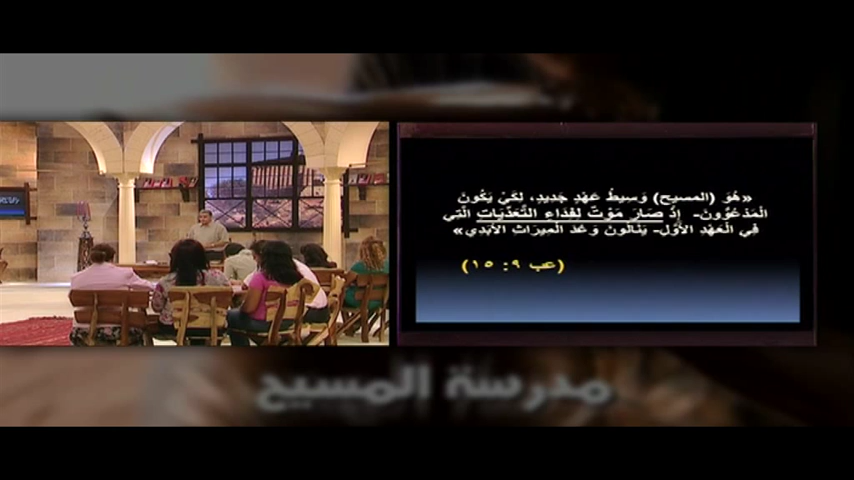 «هُوَ (المسيح) وَسِيطُ عَهْدٍ جَدِيدٍ، لِكَيْ يَكُونَ
الْمَدْعُوُّونَ- إِذْ صَارَ مَوْتٌ لِفِدَاءِ التَّعَدِّيَاتِ الَّتِي
فِي الْعَهْدِ الأَوَّلِ- يَنَالُونَ وَعْدَ الْمِيرَاثِ الأَبَدِيِّ»
(عب ٩: ١٥)
مدرسة المسيح